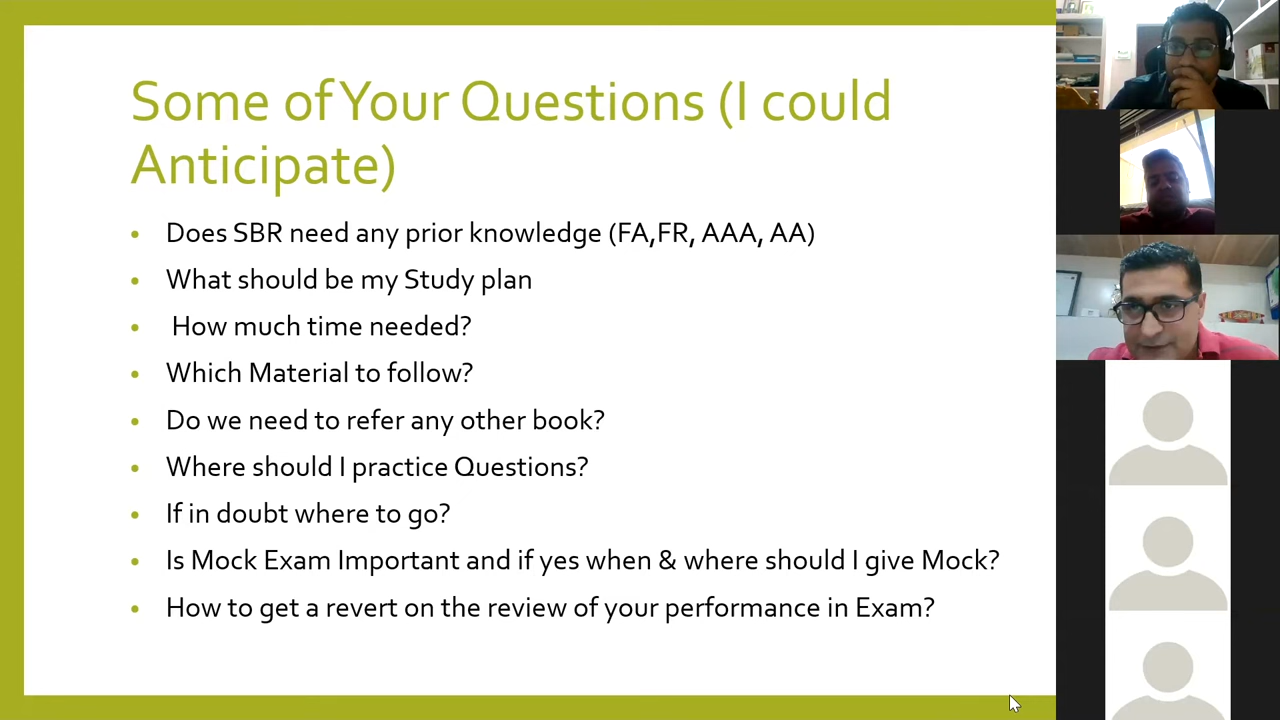 Some of Your Questions (I could
Anticipate)
• Does SBR need any prior knowledge (FA,FR, AAA, AA)
• What should be my Study plan
• How much time needed?
• Which Material to follow?
• Do we need to refer any other book?
• Where should I practice Questions?
• If in doubt where to go?
• Is Mock Exam Important and if yes when & where should I give Mock?
• How to get a revert on the review of your performance in Exam?